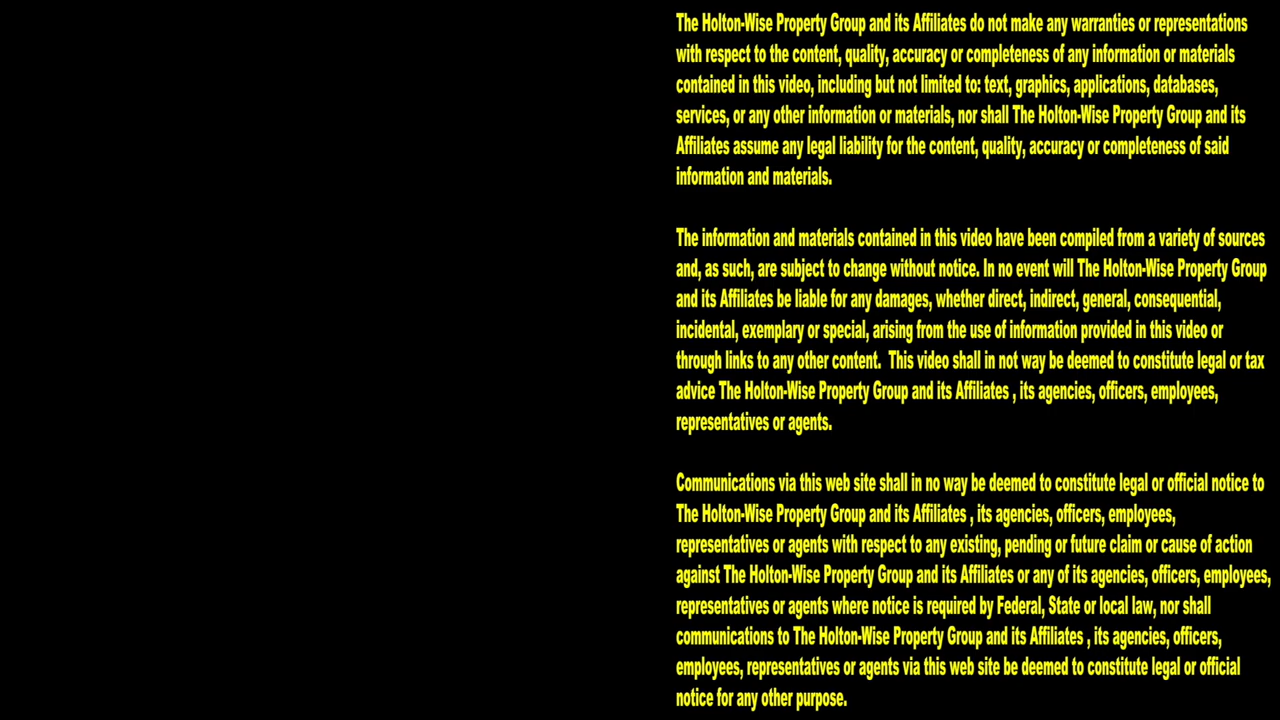 The Holton-Wise Property Group and its Affiliates do not make any warranties or representations
with respect to the content, quality, accuracy or completeness of any information or materials
contained in this video, including but not limited to: text, graphics, applications, databases,
services, or any other information or materials, nor shall The Holton-Wise Property Group and its
Affiliates assume any legal liability for the content, quality, accuracy or completeness of said
information and materials.
The information and materials contained in this video have been compiled from a variety of sources
and, as such, are subject to change without notice. In no event will The Holton-Wise Property Group
and its Affiliates be liable for any damages, whether direct, indirect, general, consequential,
incidental, exemplary or special, arising from the use of information provided in this video or
through links to any other content.  This video shall in not way be deemed to constitute legal or tax
advice The Holton-Wise Property Group and its Affiliates , its agencies, officers, employees,
representatives or agents.
Communications via this web site shall in no way be deemed to constitute legal or official notice to
The Holton-Wise Property Group and its Affiliates , its agencies, officers, employees,
representatives or agents with respect to any existing, pending or future claim or cause of action
against The Holton-Wise Property Group and its Affiliates or any of its agencies, officers, employees,
representatives or agents where notice is required by Federal, State or local law, nor shall
communications to The Holton-Wise Property Group and its Affiliates , its agencies, officers,
employees, representatives or agents via this web site be deemed to constitute legal or official
notice for any other purpose.